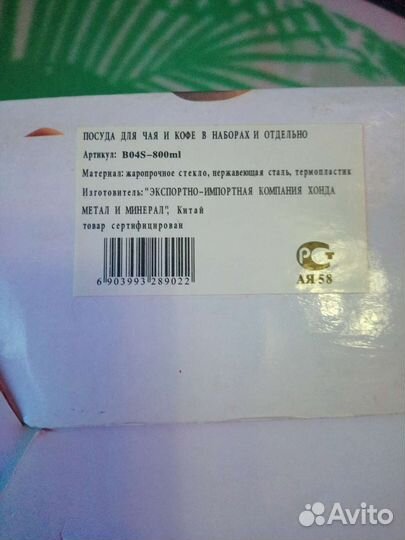 ПОСУДА ДЛЯ ЧАЯ И КОФЕ В НАБОРАХ И ОТДЕЛЬНО
Артикул: B04S-800ml
Материал: жаропрочное стекло, нержавеющая сталь, термопластик
Изготовитель: "ЭКСПОРТНО-ИМПОРТНАЯ КОМПАНИЯ ХОНДА
МЕТАЛ И МИНЕРАЛ", Китай
товар сертифицирован
6 903993 289022
РСТ
АЯ 58
Avito